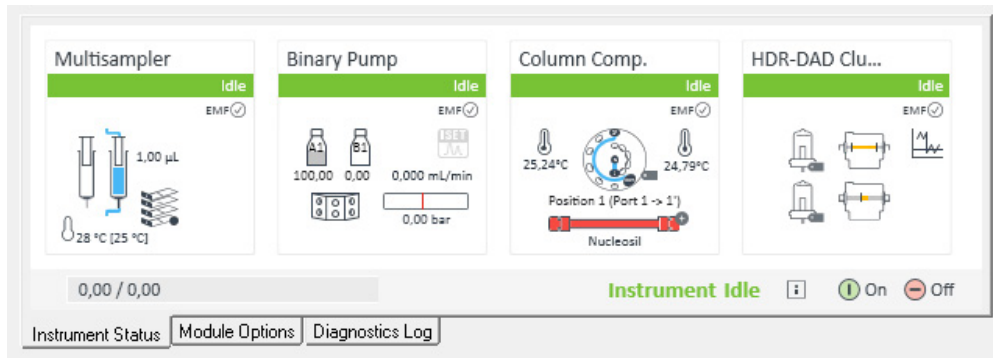 Multisampler
Idle
EMF
1,00 µL
28 °C [25 °C]
Binary Pump
Idle
EMF
A1
B1
ISET
100,00
0,00
0,000 mL/min
0,00 bar
Column Comp.
Idle
EMF
25,24°C
24,79°C
Position 1 (Port 1 -> 1')
Nucleosil
HDR-DAD Clu...
Idle
EMF
0,00 / 0,00
Instrument Idle
On
Off
Instrument Status
Module Options
Diagnostics Log